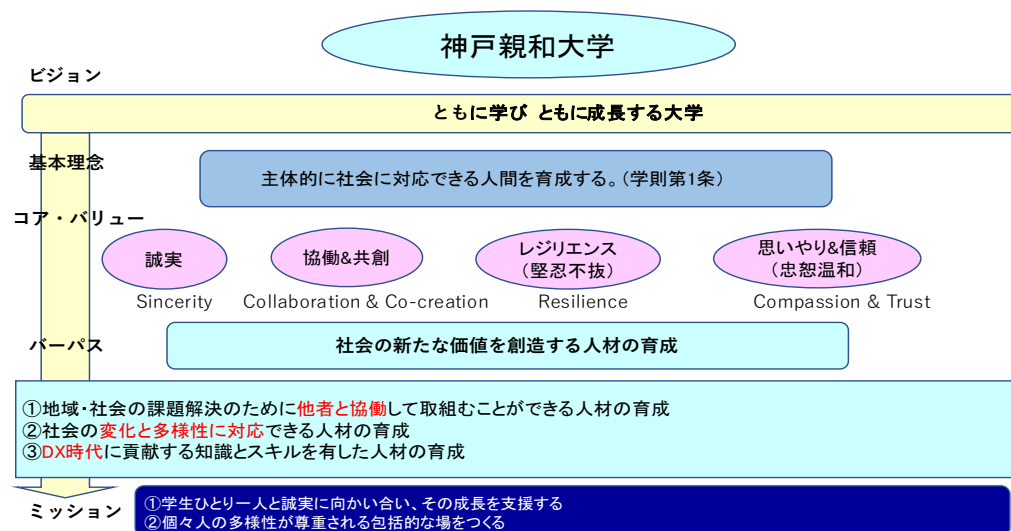 神戸親和大学
ビジョン
ともに学び ともに成長する大学
基本理念
主体的に社会に対応できる人間を育成する。(学則第1条)
コア・バリュー
誠実
協働&共創
レジリエンス
(堅忍不抜)
思いやり&信頼
(忠恕温和)
Sincerity
Collaboration & Co-creation
Resilience
Compassion & Trust
パーパス
社会の新たな価値を創造する人材の育成
①地域・社会の課題解決のために他者と協働して取組むことができる人材の育成
②社会の変化と多様性に対応できる人材の育成
③DX時代に貢献する知識とスキルを有した人材の育成
ミッション
①学生ひとり一人と誠実に向かい合い、その成長を支援する
②個々人の多様性が尊重される包括的な場をつくる